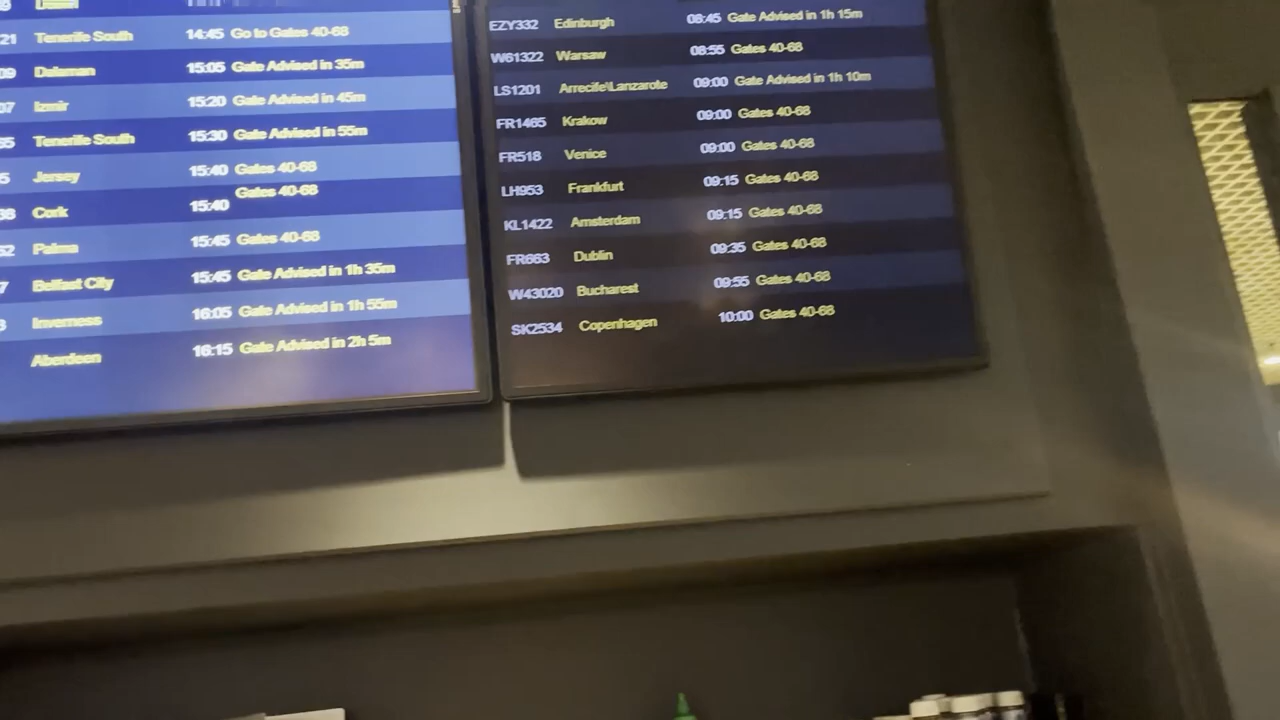 21 Tenerife South 14:45 Go to Gates 40-68
09 Dalaman 15:05 Gate Advised in 35m
07 Izmir 15:20 Gate Advised in 45m
55 Tenerife South 15:30 Gate Advised in 55m
5 Jersey 15:40 Gates 40-68
Cork 15:40 Gates 40-68
52 Palma 15:45 Gates 40-68
7 Belfast City 15:45 Gate Advised in 1h 35m
Inverness 16:05 Gate Advised in 1h 55m
Aberdeen 16:15 Gate Advised in 2h 5m
EZY332 Edinburgh 08:45 Gate Advised in 1h 15m
W61322 Warsaw 08:55 Gates 40-68
LS1201 Arrecife\Lanzarote 09:00 Gate Advised in 1h 10m
FR1465 Krakow 09:00 Gates 40-68
FR518 Venice 09:00 Gates 40-68
LH953 Frankfurt 09:15 Gates 40-68
KL1422 Amsterdam 09:15 Gates 40-68
FR663 Dublin 09:35 Gates 40-68
W43020 Bucharest 09:55 Gates 40-68
SK2534 Copenhagen 10:00 Gates 40-68